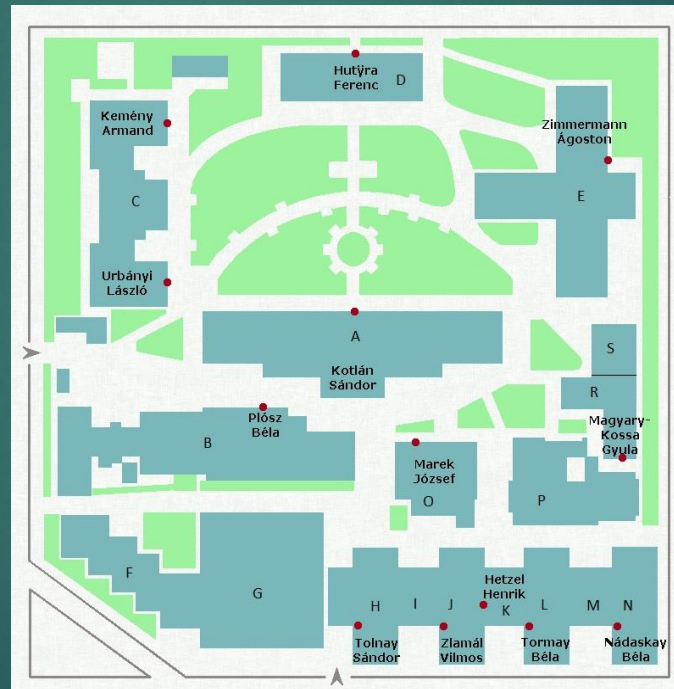 Hutÿra
Ferenc
D
Kemény
Armand
Zimmermann
Ágoston
C
E
Urbányi
László
A
S
Kotlán
Sándor
R
Plósz
Béla
Magyary-
Kossa
Gyula
B
Marek
József
O
P
F
G
Hetzel
Henrik
H
I
J
K
L
M
N
Tolnay
Sándor
Zlamál
Vilmos
Tormay
Béla
Nádaskay
Béla